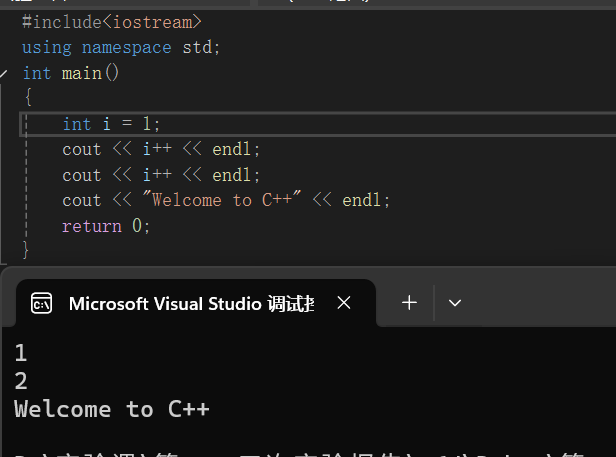 #include<iostream>
using namespace std;
int main()
{
int i = 1;
cout << i++ << endl;
cout << i++ << endl;
cout << "Welcome to C++" << endl;
return 0;
}
Microsoft Visual Studio 调试控
1
2
Welcome to C++